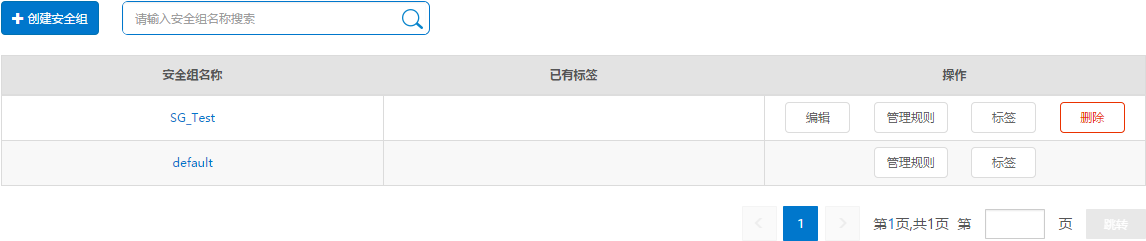 创建安全组 请输入安全组名称搜索
安全组名称 已有标签 操作
SG_Test 编辑 管理规则 标签 删除
default 管理规则 标签
< 1 > 第1页,共1页 第 页 跳转